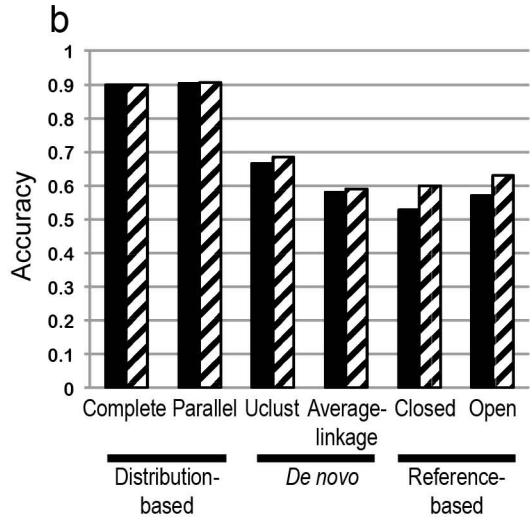 b
1
0.9
0.8
0.7
0.6
0.5
0.4
0.3
0.2
0.1
0
Accuracy
Complete Parallel Uclust Average- Closed Open
linkage
Distribution- De novo Reference-
based based